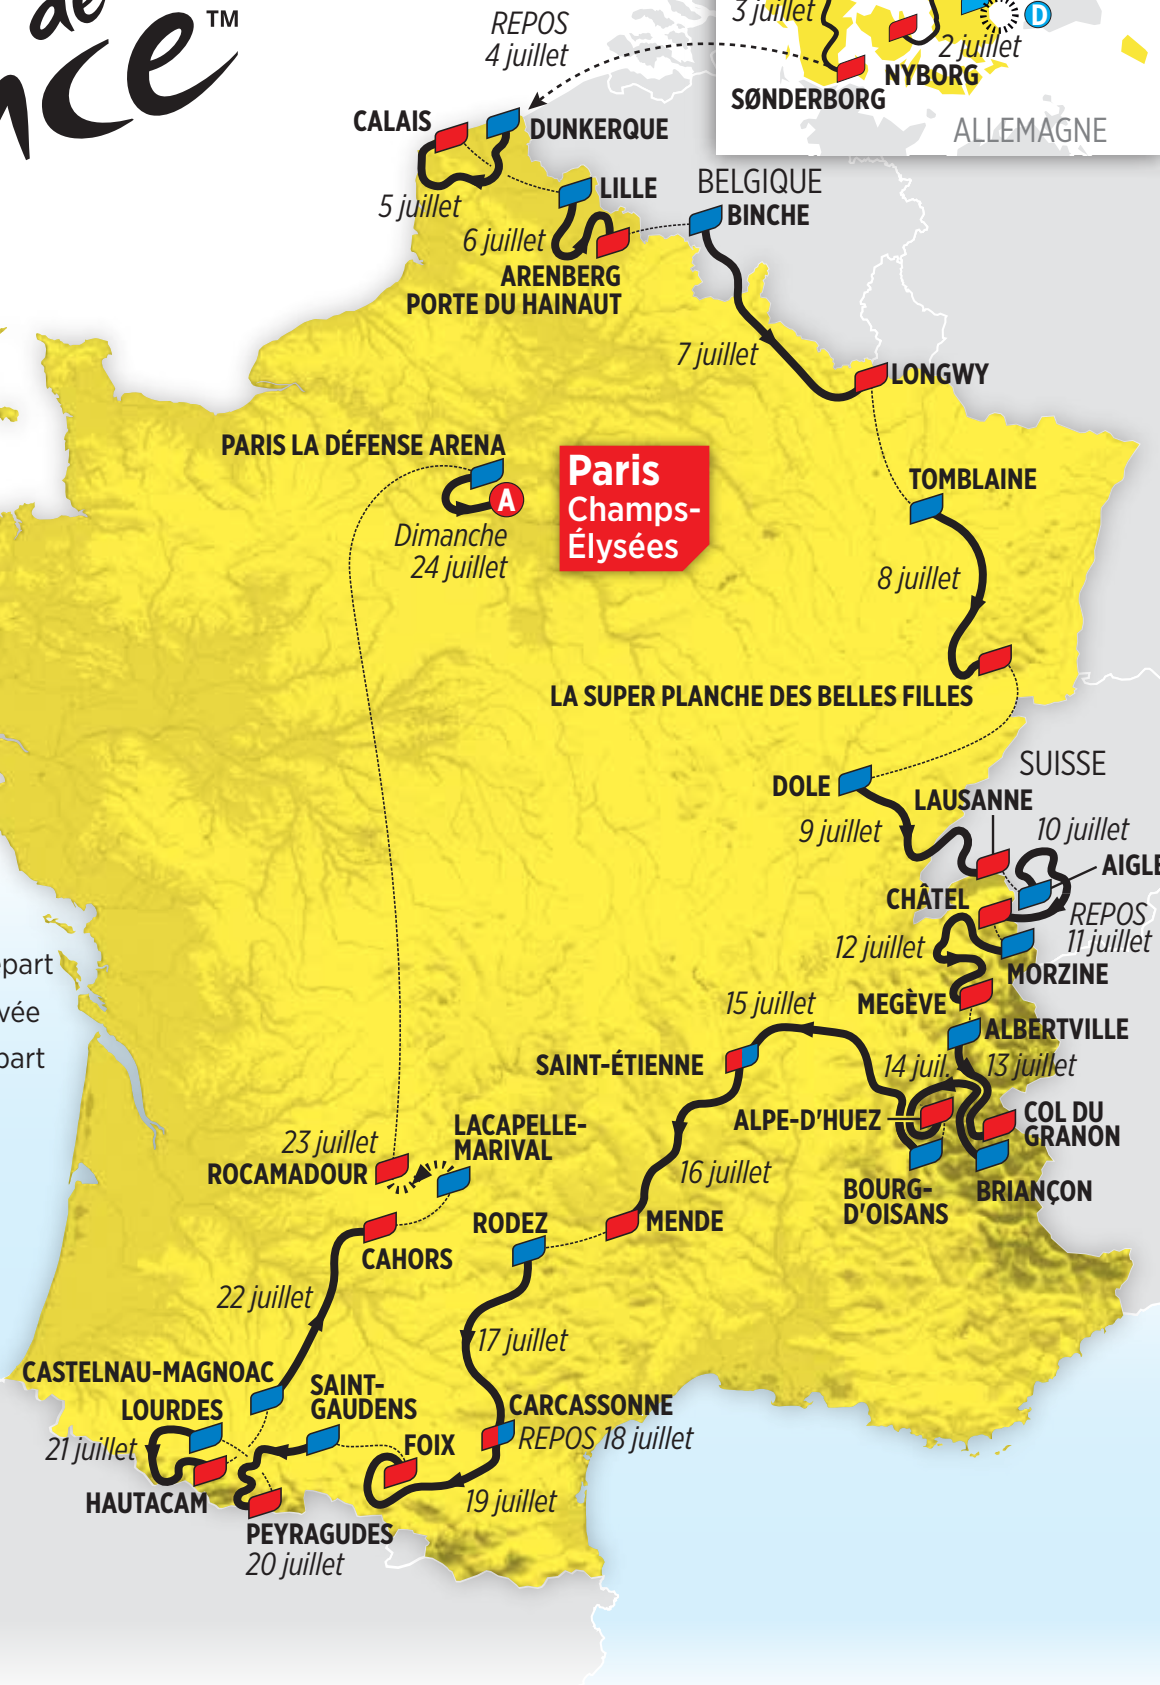 de
nce™
REPOS
4 juillet
3 juillet
D
2 juillet
NYBORG
SØNDERBORG
ALLEMAGNE
CALAIS
DUNKERQUE
5 juillet
LILLE
BELGIQUE
BINCHE
6 juillet
ARENBERG
PORTE DU HAINAUT
7 juillet
LONGWY
PARIS LA DÉFENSE ARENA
A
Paris
Champs-
Élysées
Dimanche
24 juillet
TOMBLAINE
8 juillet
LA SUPER PLANCHE DES BELLES FILLES
SUISSE
DOLE
LAUSANNE
9 juillet
10 juillet
AIGLE
CHÂTEL
REPOS
11 juillet
12 juillet
MORZINE
MEGÈVE
épart
vée
part
15 juillet
ALBERTVILLE
SAINT-ÉTIENNE
14 juil.
13 juillet
ALPE-D'HUEZ
COL DU
GRANON
LACAPELLE-
MARIVAL
23 juillet
ROCAMADOUR
16 juillet
BOURG-
D'OISANS
BRIANÇON
RODEZ
MENDE
CAHORS
22 juillet
17 juillet
CASTELNAU-MAGNOAC
SAINT-
GAUDENS
LOURDES
CARCASSONNE
REPOS 18 juillet
21 juillet
FOIX
HAUTACAM
19 juillet
PEYRAGUDES
20 juillet